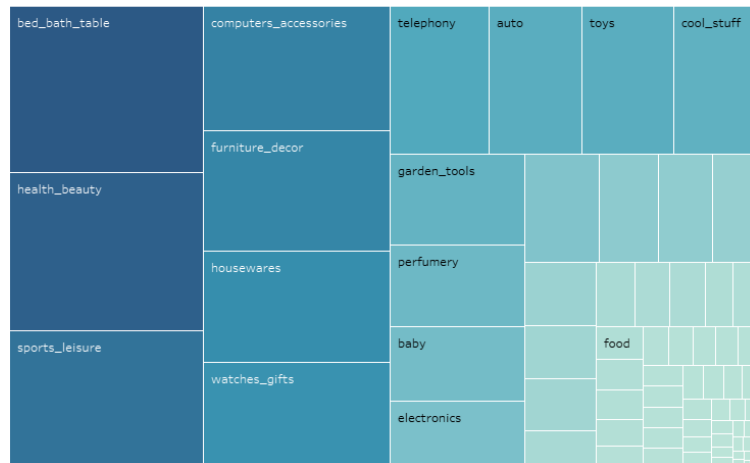 bed_bath_table
health_beauty
sports_leisure
computers_accessories
furniture_decor
housewares
watches_gifts
telephony
auto
toys
cool_stuff
garden_tools
perfumery
baby
electronics
food